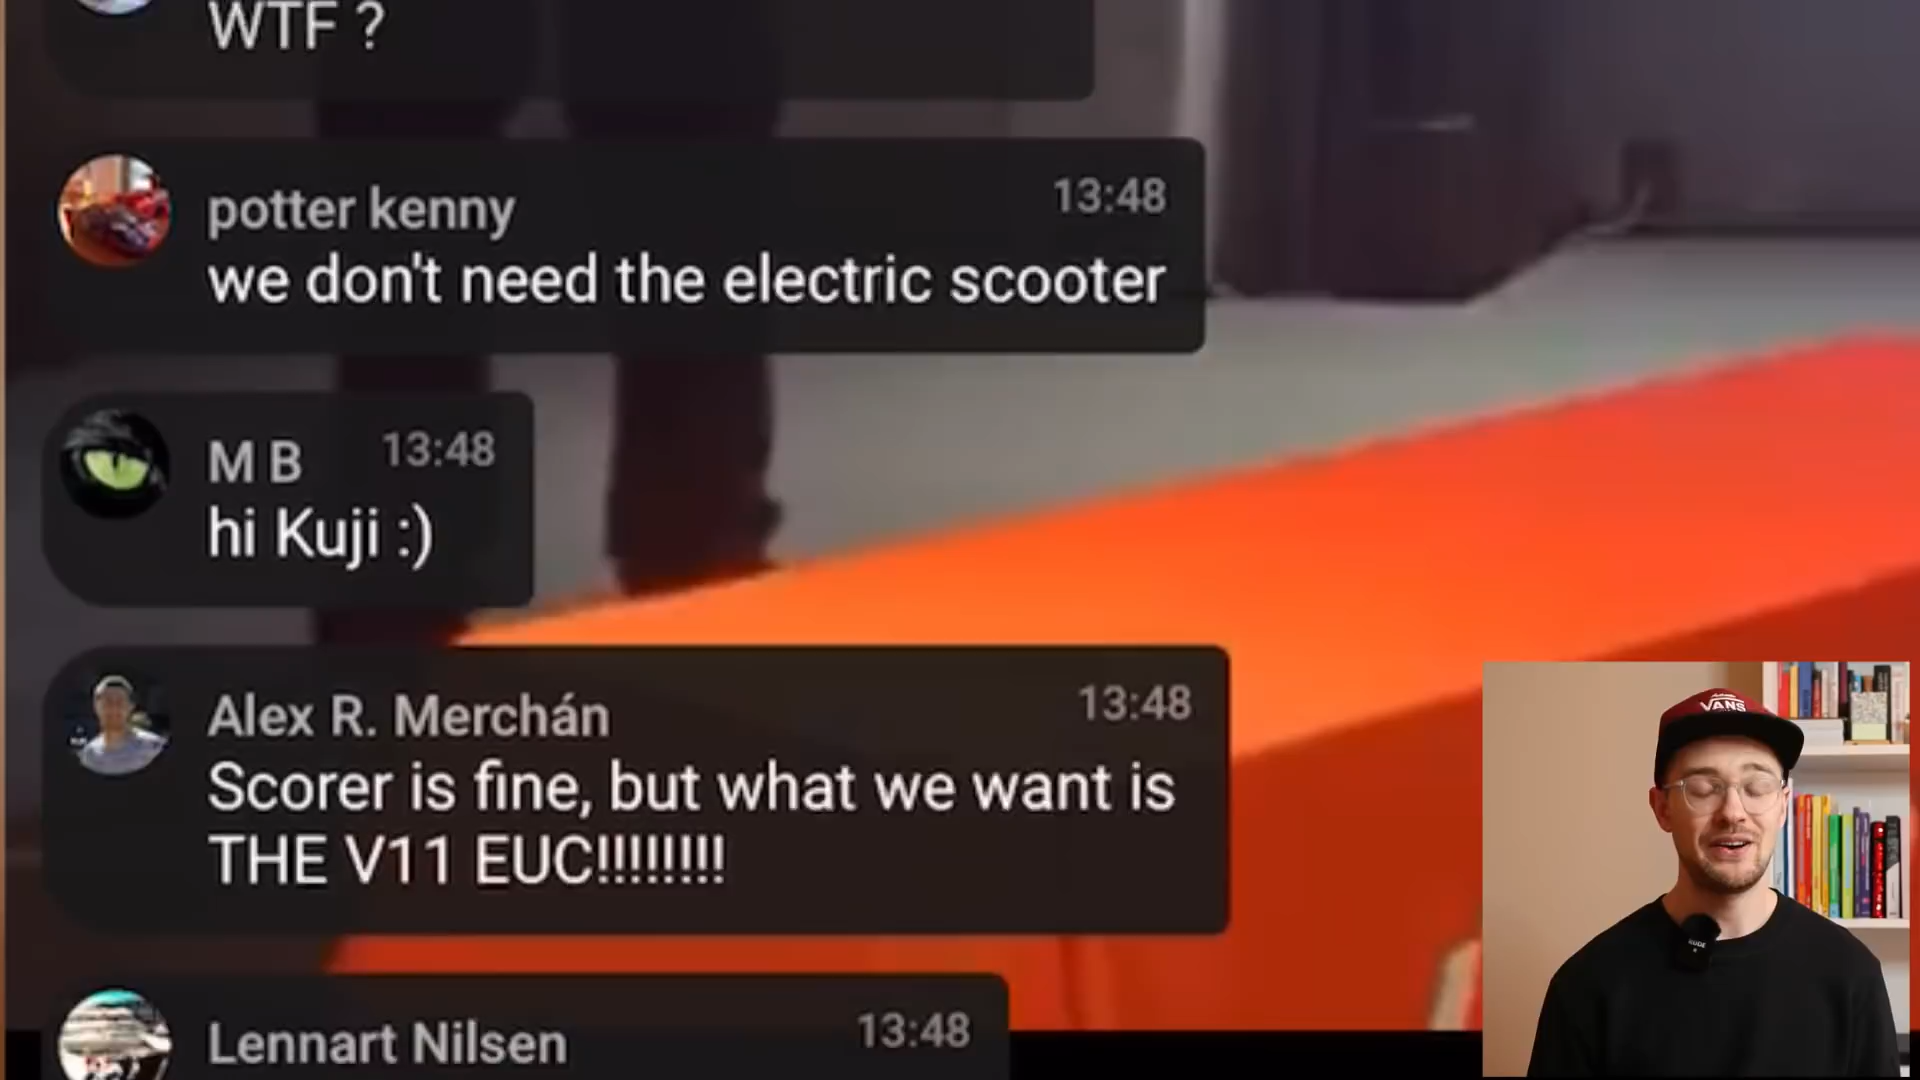 WTF ?
potter kenny 13:48
we don't need the electric scooter
M B 13:48
hi Kuji :)
Alex R. Merchán 13:48
Scorer is fine, but what we want is
THE V11 EUC!!!!!!!!
Lennart Nilsen 13:48
VANS
RODE